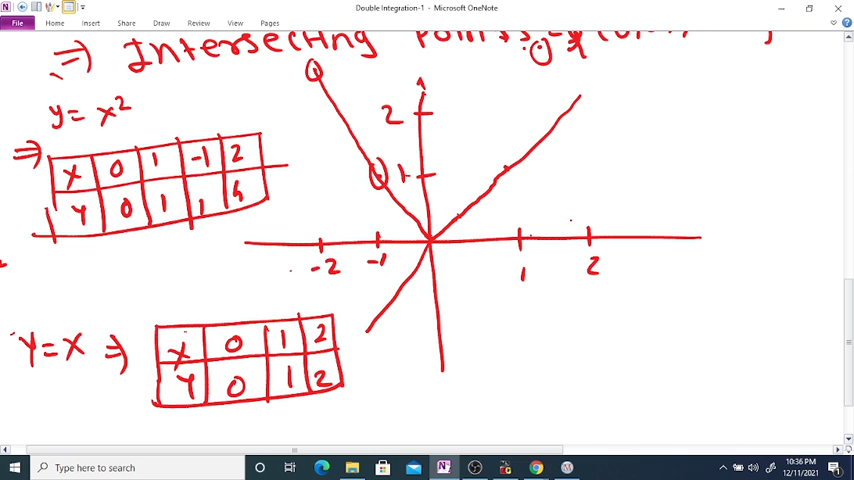 Double Integration-1 - Microsoft OneNote
File Home Insert Draw History Review View Pages
=> Intersecting Points
y = x²
=>
X 0 1 -1 2
Y 0 1 1 4
2
1
-2 -1 1 2
Y=X =>
X 0 1 2
Y 0 1 2
Type here to search
10:36 PM
12/11/2021